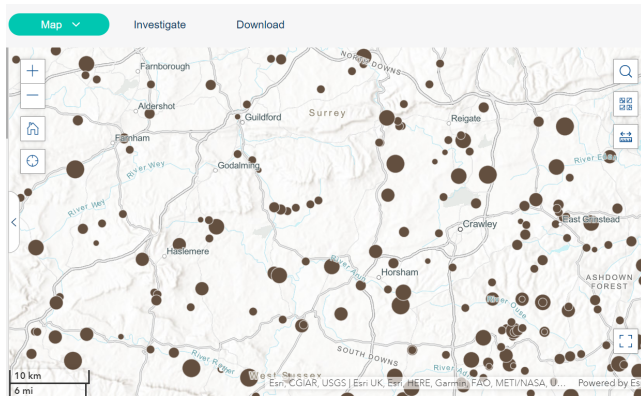 Map
Investigate
Download
NORTH DOWNS
Farnborough
Aldershot
Guildford
Surrey
Reigate
Farnham
Godalming
River Wey
River Eden
River Wey
Crawley
East Grinstead
Haslemere
River Arun
Horsham
ASHDOWN
FOREST
River Ouse
SOUTH DOWNS
River Rother
West Sussex
River Ad
10 km
6 mi
Esri, CGIAR, USGS | Esri UK, Esri, HERE, Garmin, FAO, METI/NASA, U...
Powered by Es